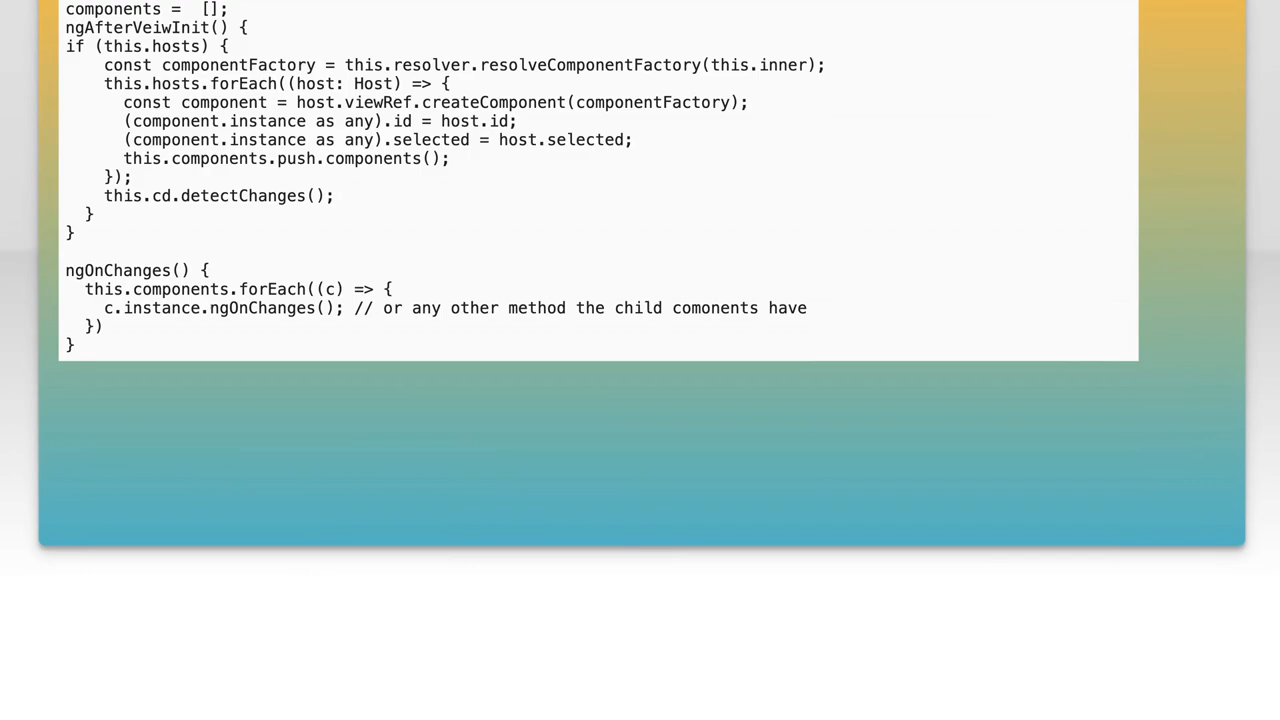 components =  [];
ngAfterVeiwInit() {
if (this.hosts) {
    const componentFactory = this.resolver.resolveComponentFactory(this.inner);
    this.hosts.forEach((host: Host) => {
      const component = host.viewRef.createComponent(componentFactory);
      (component.instance as any).id = host.id;
      (component.instance as any).selected = host.selected;
      this.components.push.components();
    });
    this.cd.detectChanges();
  }
}

ngOnChanges() {
  this.components.forEach((c) => {
    c.instance.ngOnChanges(); // or any other method the child comonents have
  })
}